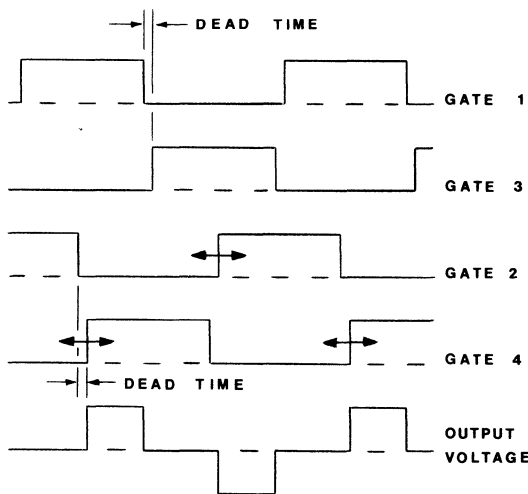 DEAD TIME
GATE 1
GATE 3
GATE 2
GATE 4
DEAD TIME
OUTPUT
VOLTAGE